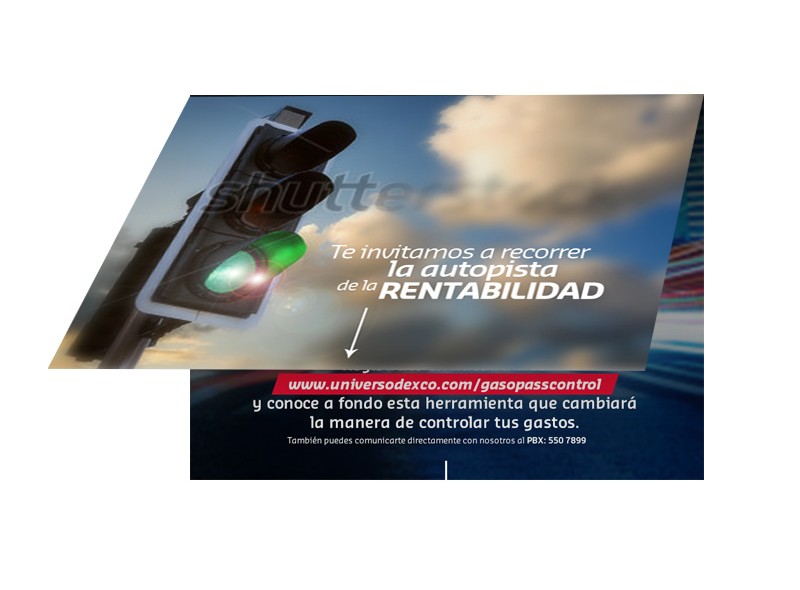 shutterstock
Te invitamos a recorrer
la autopista
de la RENTABILIDAD
www.universodexco.com/gasopasscontrol
y conoce a fondo esta herramienta que cambiará
la manera de controlar tus gastos.
También puedes comunicarte directamente con nosotros al PBX: 550 7899